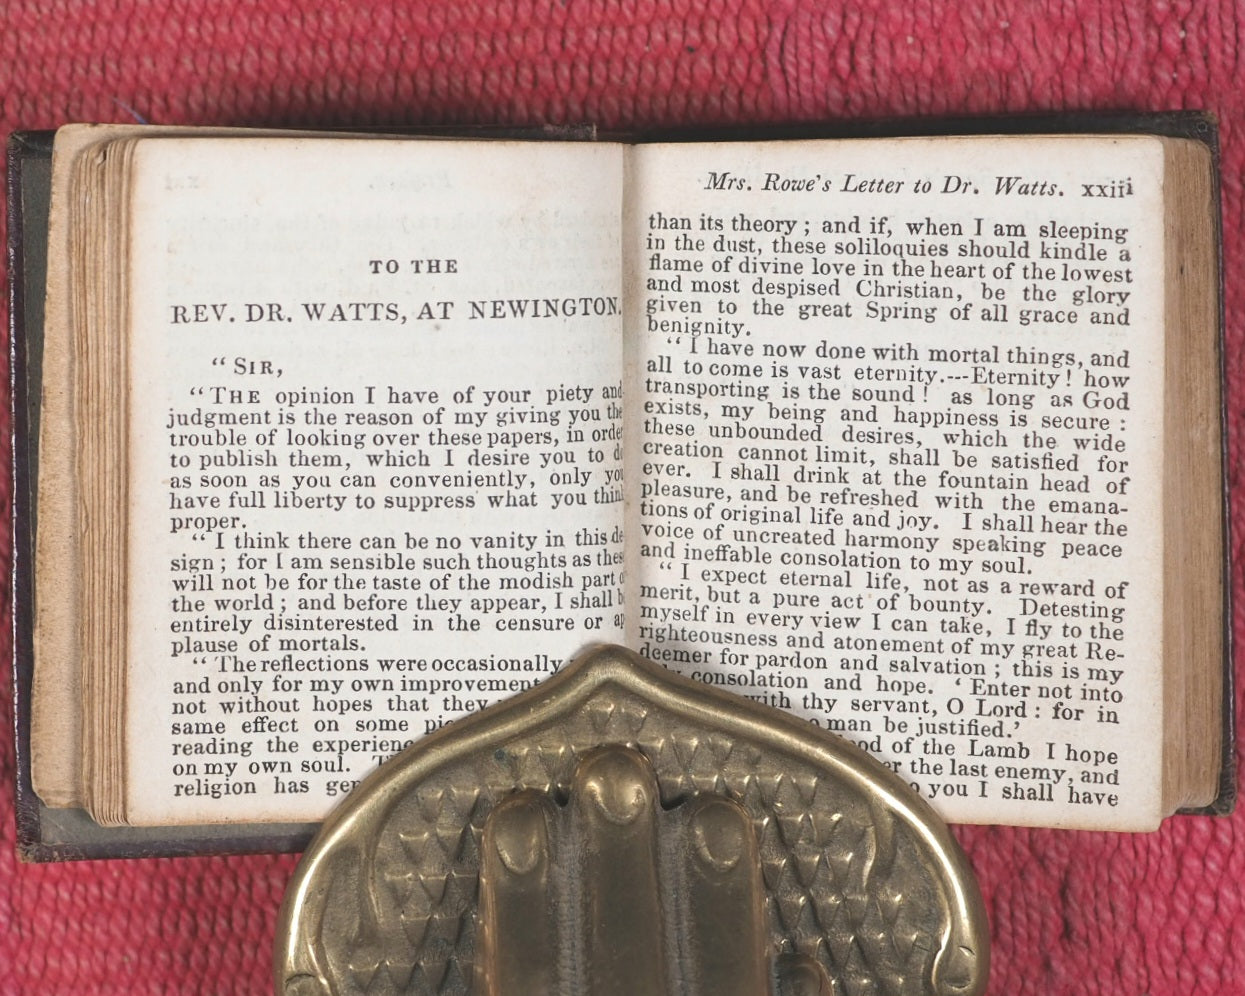 TO THE
REV. DR. WATTS, AT NEWINGTON.
“SIR,
“THE opinion I have of your piety and
judgment is the reason of my giving you the
trouble of looking over these papers, in order
to publish them, which I desire you to do
as soon as you can conveniently, only you
have full liberty to suppress what you think
proper.
“I think there can be no vanity in this de-
sign; for I am sensible such thoughts as these
will not be for the taste of the modish part of
the world; and before they appear, I shall be
entirely disinterested in the censure or ap-
plause of mortals.
“The reflections were occasionally
and only for my own improvement
not without hopes that they
same effect on some
reading the
on my own soul.
religion has
Mrs. Rowe's Letter to Dr. Watts. xxiii
than its theory; and if, when I am sleeping
in the dust, these soliloquies should kindle a
flame of divine love in the heart of the lowest
and most despised Christian, be the glory
given to the great Spring of all grace and
benignity.
“I have now done with mortal things, and
all to come is vast eternity.---Eternity! how
transporting is the sound! as long as God
exists, my being and happiness is secure:
these unbounded desires, which the wide
creation cannot limit, shall be satisfied for
ever. I shall drink at the fountain head of
pleasure, and be refreshed with the emana-
tions of original life and joy. I shall hear the
voice of uncreated harmony speaking peace
and ineffable consolation to my soul.
“I expect eternal life, not as a reward of
merit, but a pure act of bounty. Detesting
myself in every view I can take, I fly to the
righteousness and atonement of my great Re-
deemer for pardon and salvation; this is my
consolation and hope. ‘Enter not into
with thy servant, O Lord: for in
man be justified.’
of the Lamb I hope
the last enemy, and
you I shall have